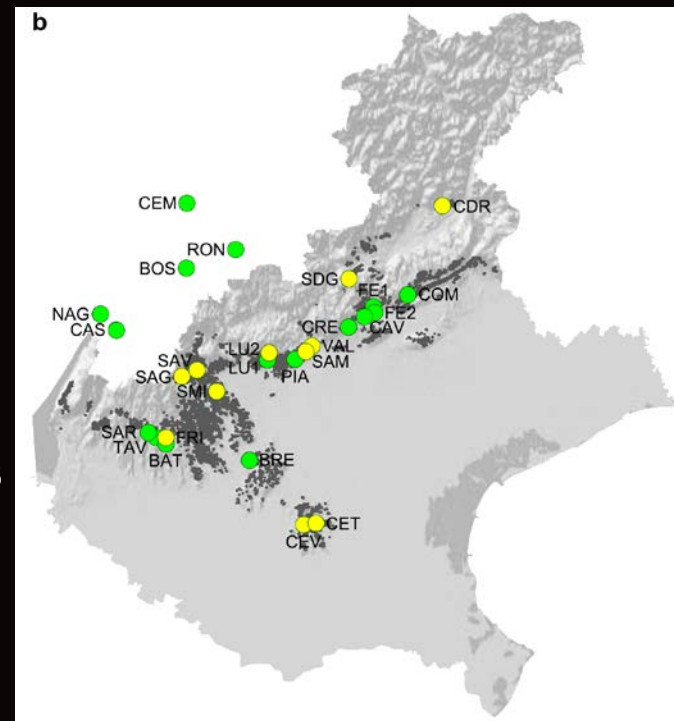 b
CEM
CDR
RON
BOS
SDG
FE1
COM
NAG
FE2
CAS
CRE
CAV
LU2
VAL
SAV
LU1
SAM
SAG
PIA
SMI
SAR
FRI
TAV
BAT
BRE
CET
CEV